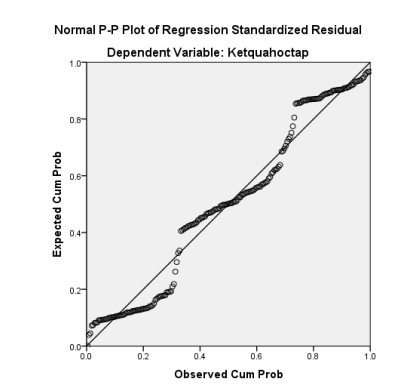 Normal P-P Plot of Regression Standardized Residual
Dependent Variable: Ketquahoctap
Expected Cum Prob
1.0
0.8
0.6
0.4
0.2
0.0
0.0 0.2 0.4 0.6 0.8 1.0
Observed Cum Prob